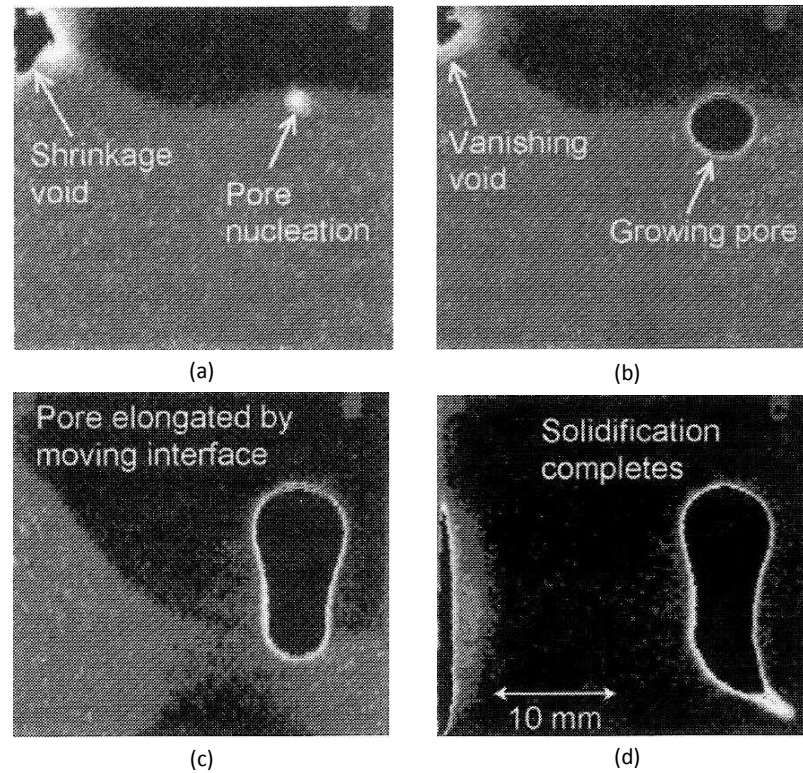 Shrinkage
void
Pore
nucleation
(a)
Vanishing
void
Growing pore
(b)
Pore elongated by
moving interface
(c)
Solidification
completes
10 mm
(d)